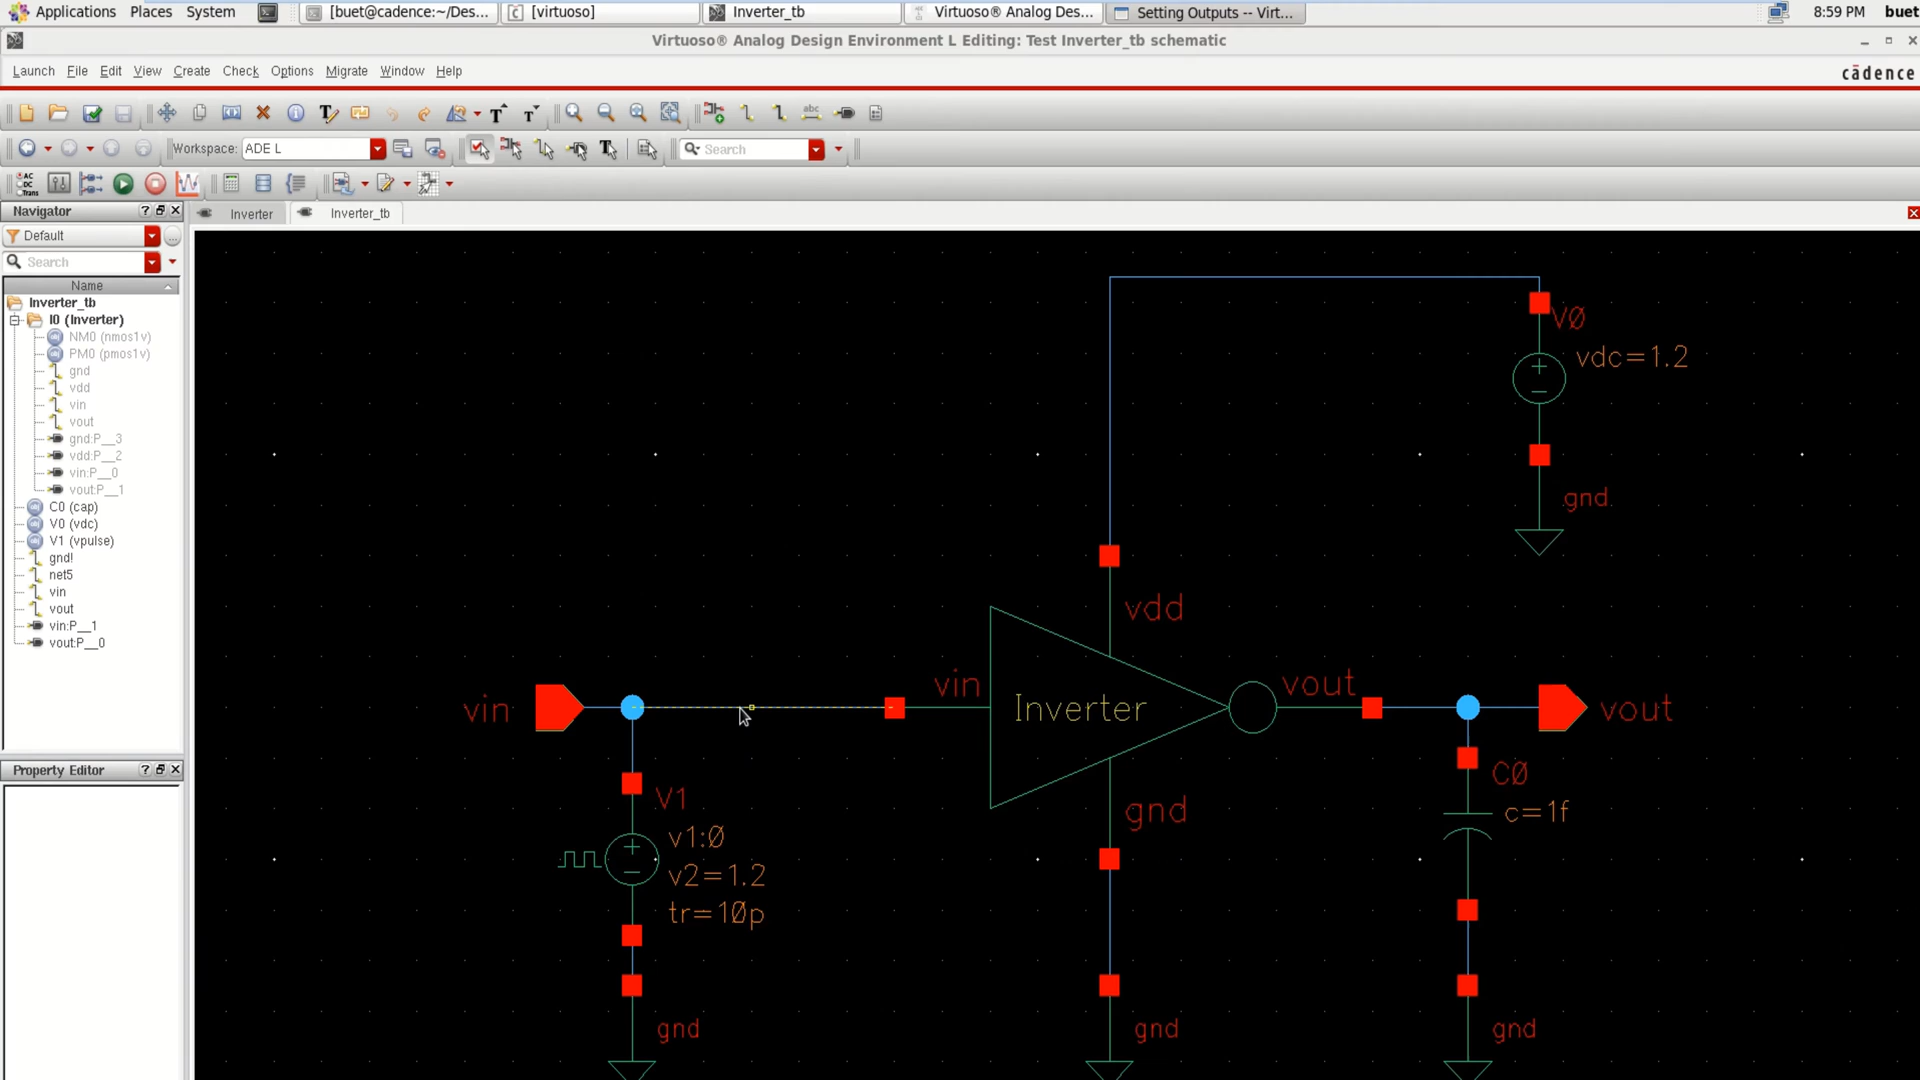 Applications Places System [buet@cadence:~/Des... [virtuoso] Inverter_tb Virtuoso® Analog Des... Setting Outputs -- Virt... 8:59 PM buet
Virtuoso® Analog Design Environment L Editing: Test Inverter_tb schematic
Launch File Edit View Create Check Options Migrate Window Help cādence
Workspace: ADE L Search
AC
DC
Trans
Navigator Inverter Inverter_tb
Default
Search
Name
Inverter_tb
I0 (Inverter)
NM0 (nmos1v)
PM0 (pmos1v)
gnd
vdd
vin
vout
gnd:P__3
vdd:P__2
vin:P__0
vout:P__1
C0 (cap)
V0 (vdc)
V1 (vpulse)
gnd!
net5
vin
vout
vin:P__1
vout:P__0
Property Editor
V0
vdc=1.2
gnd
vdd
vin vin Inverter vout vout
V1
v1:0
v2=1.2
tr=10p
gnd
gnd
gnd
C0
c=1f
gnd